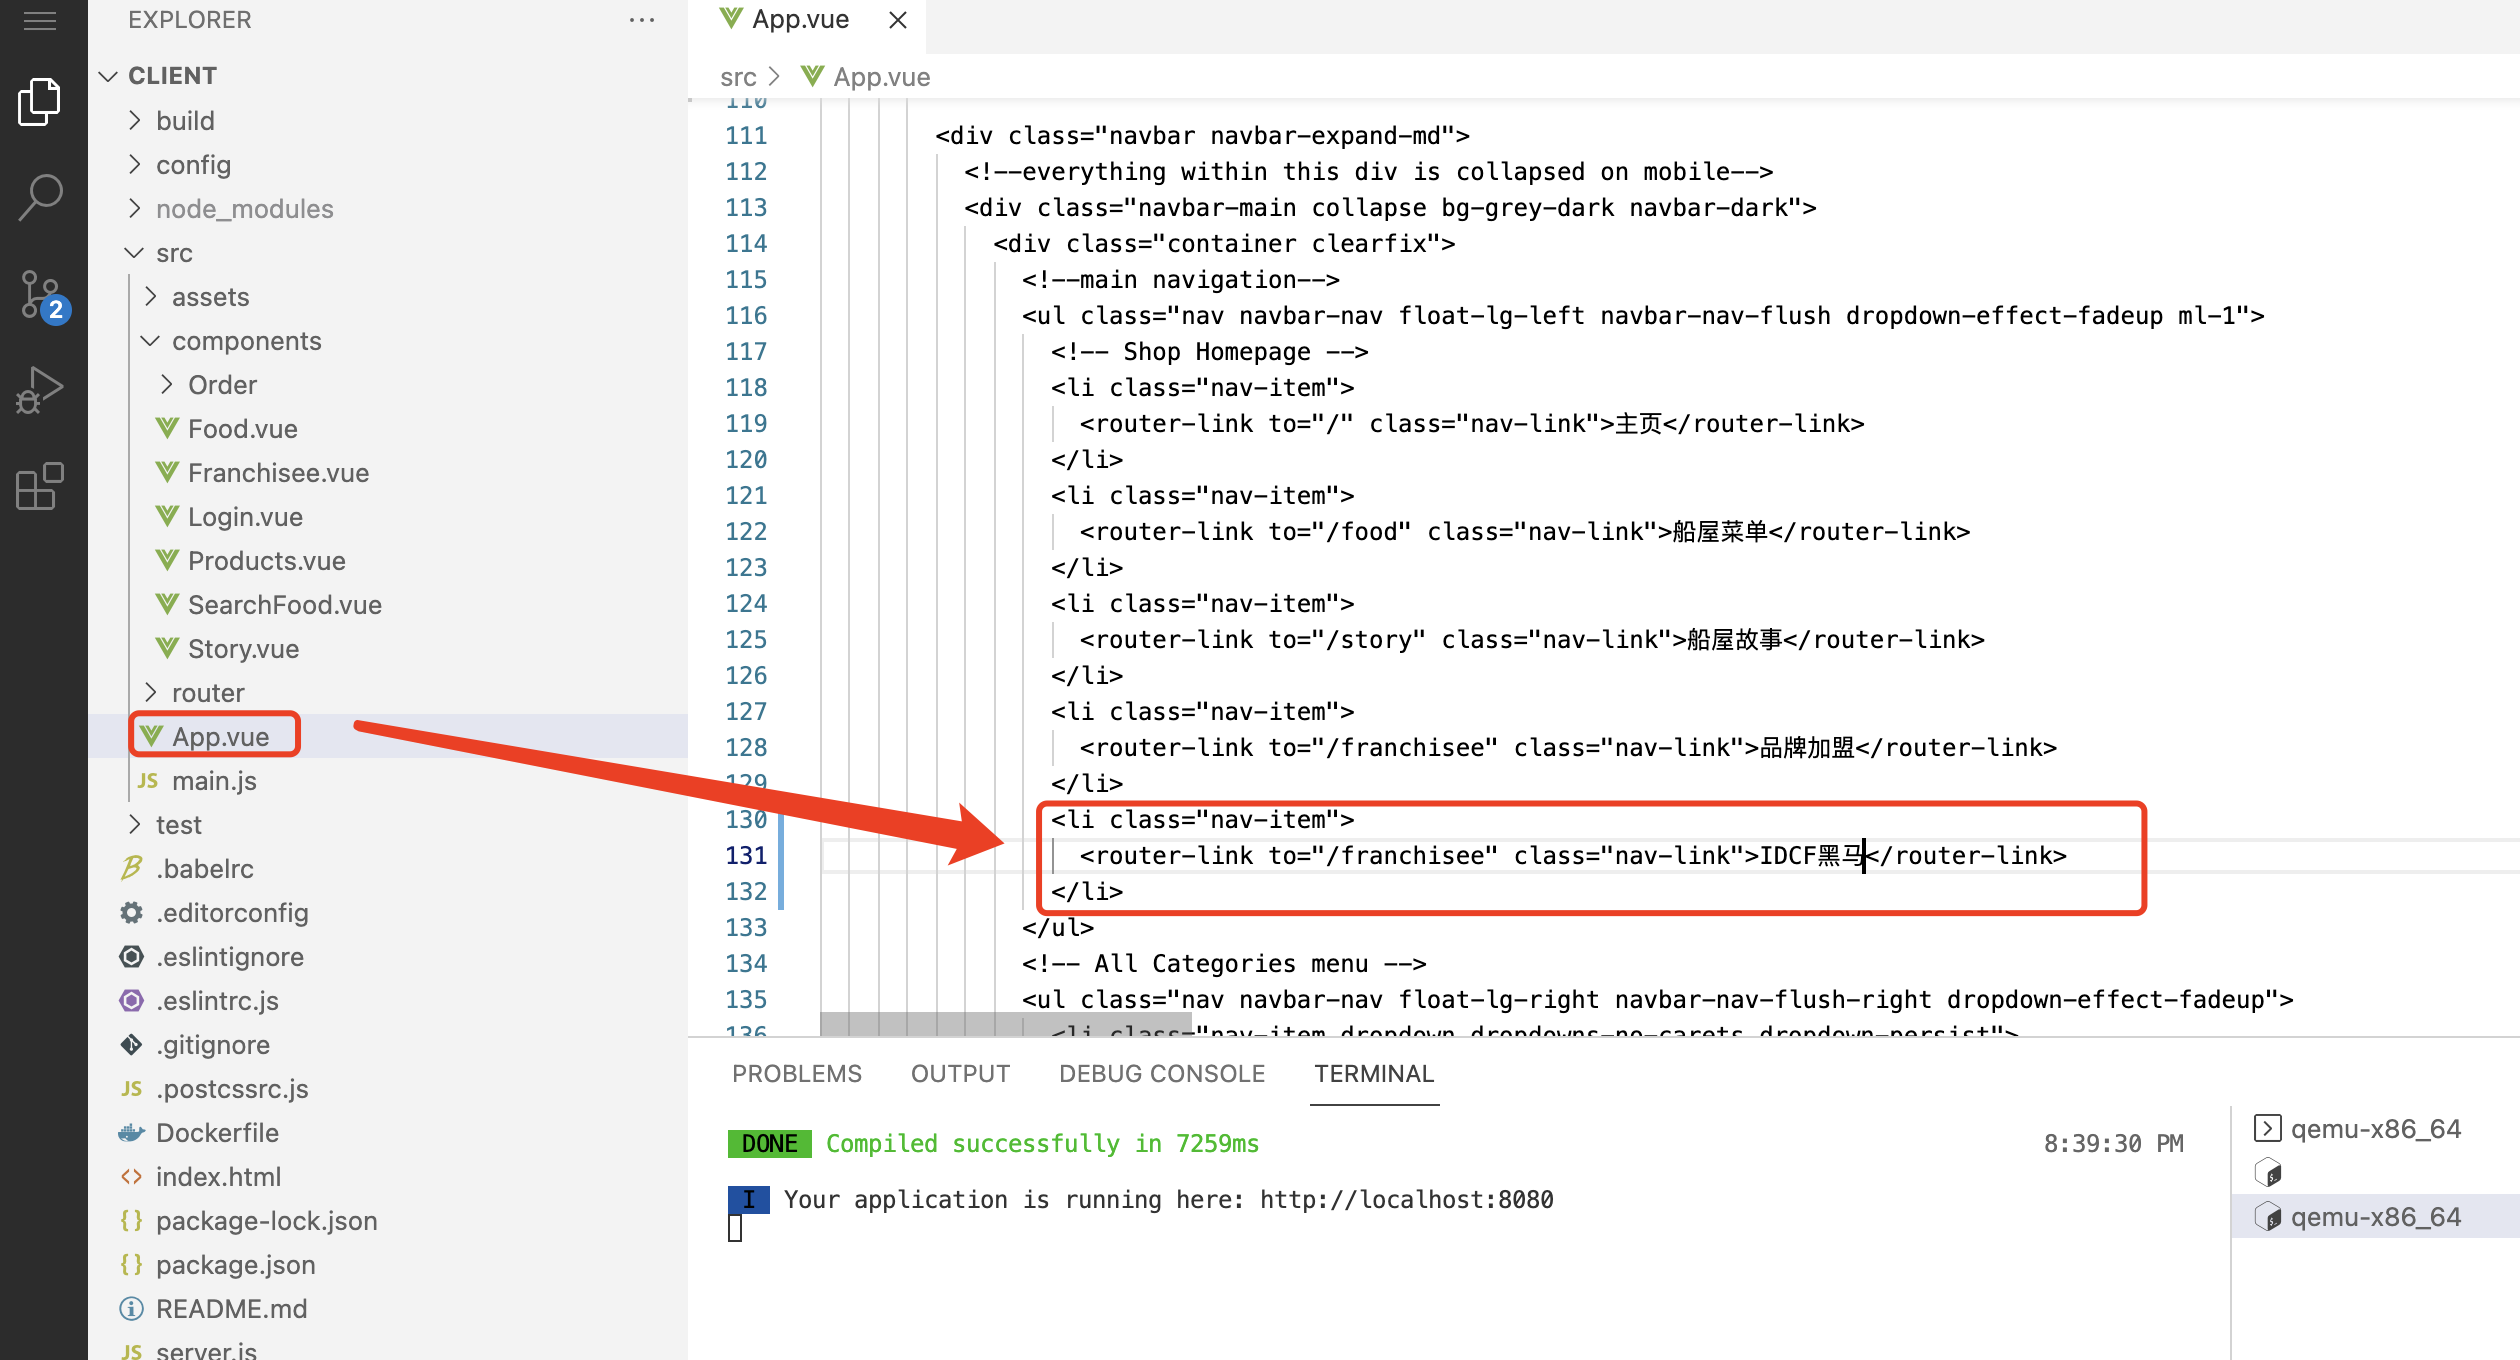 EXPLORER
CLIENT
build
config
node_modules
src
assets
components
Order
Food.vue
Franchisee.vue
Login.vue
Products.vue
SearchFood.vue
Story.vue
router
App.vue
JS main.js
test
.babelrc
.editorconfig
.eslintignore
.eslintrc.js
.gitignore
JS .postcssrc.js
Dockerfile
<> index.html
{} package-lock.json
{} package.json
README.md
JS server.js
2
App.vue
src > App.vue
110
111 <div class="navbar navbar-expand-md">
112 <!--everything within this div is collapsed on mobile-->
113 <div class="navbar-main collapse bg-grey-dark navbar-dark">
114 <div class="container clearfix">
115 <!--main navigation-->
116 <ul class="nav navbar-nav float-lg-left navbar-nav-flush dropdown-effect-fadeup ml-1">
117 <!-- Shop Homepage -->
118 <li class="nav-item">
119 <router-link to="/" class="nav-link">主页</router-link>
120 </li>
121 <li class="nav-item">
122 <router-link to="/food" class="nav-link">船屋菜单</router-link>
123 </li>
124 <li class="nav-item">
125 <router-link to="/story" class="nav-link">船屋故事</router-link>
126 </li>
127 <li class="nav-item">
128 <router-link to="/franchisee" class="nav-link">品牌加盟</router-link>
129 </li>
130 <li class="nav-item">
131 <router-link to="/franchisee" class="nav-link">IDCF黑马</router-link>
132 </li>
133 </ul>
134 <!-- All Categories menu -->
135 <ul class="nav navbar-nav float-lg-right navbar-nav-flush-right dropdown-effect-fadeup">
136 <li class="nav-item dropdown dropdowns-no-carets dropdown-persist">
PROBLEMS OUTPUT DEBUG CONSOLE TERMINAL
DONE Compiled successfully in 7259ms 8:39:30 PM
I Your application is running here: http://localhost:8080
qemu-x86_64
qemu-x86_64